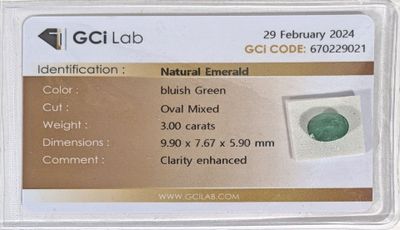 GCi Lab
29 February 2024
GCi CODE: 670229021
Identification : Natural Emerald
Color : bluish Green
Cut : Oval Mixed
Weight : 3.00 carats
Dimensions : 9.90 x 7.67 x 5.90 mm
Comment : Clarity enhanced
WWW.GCILAB.COM